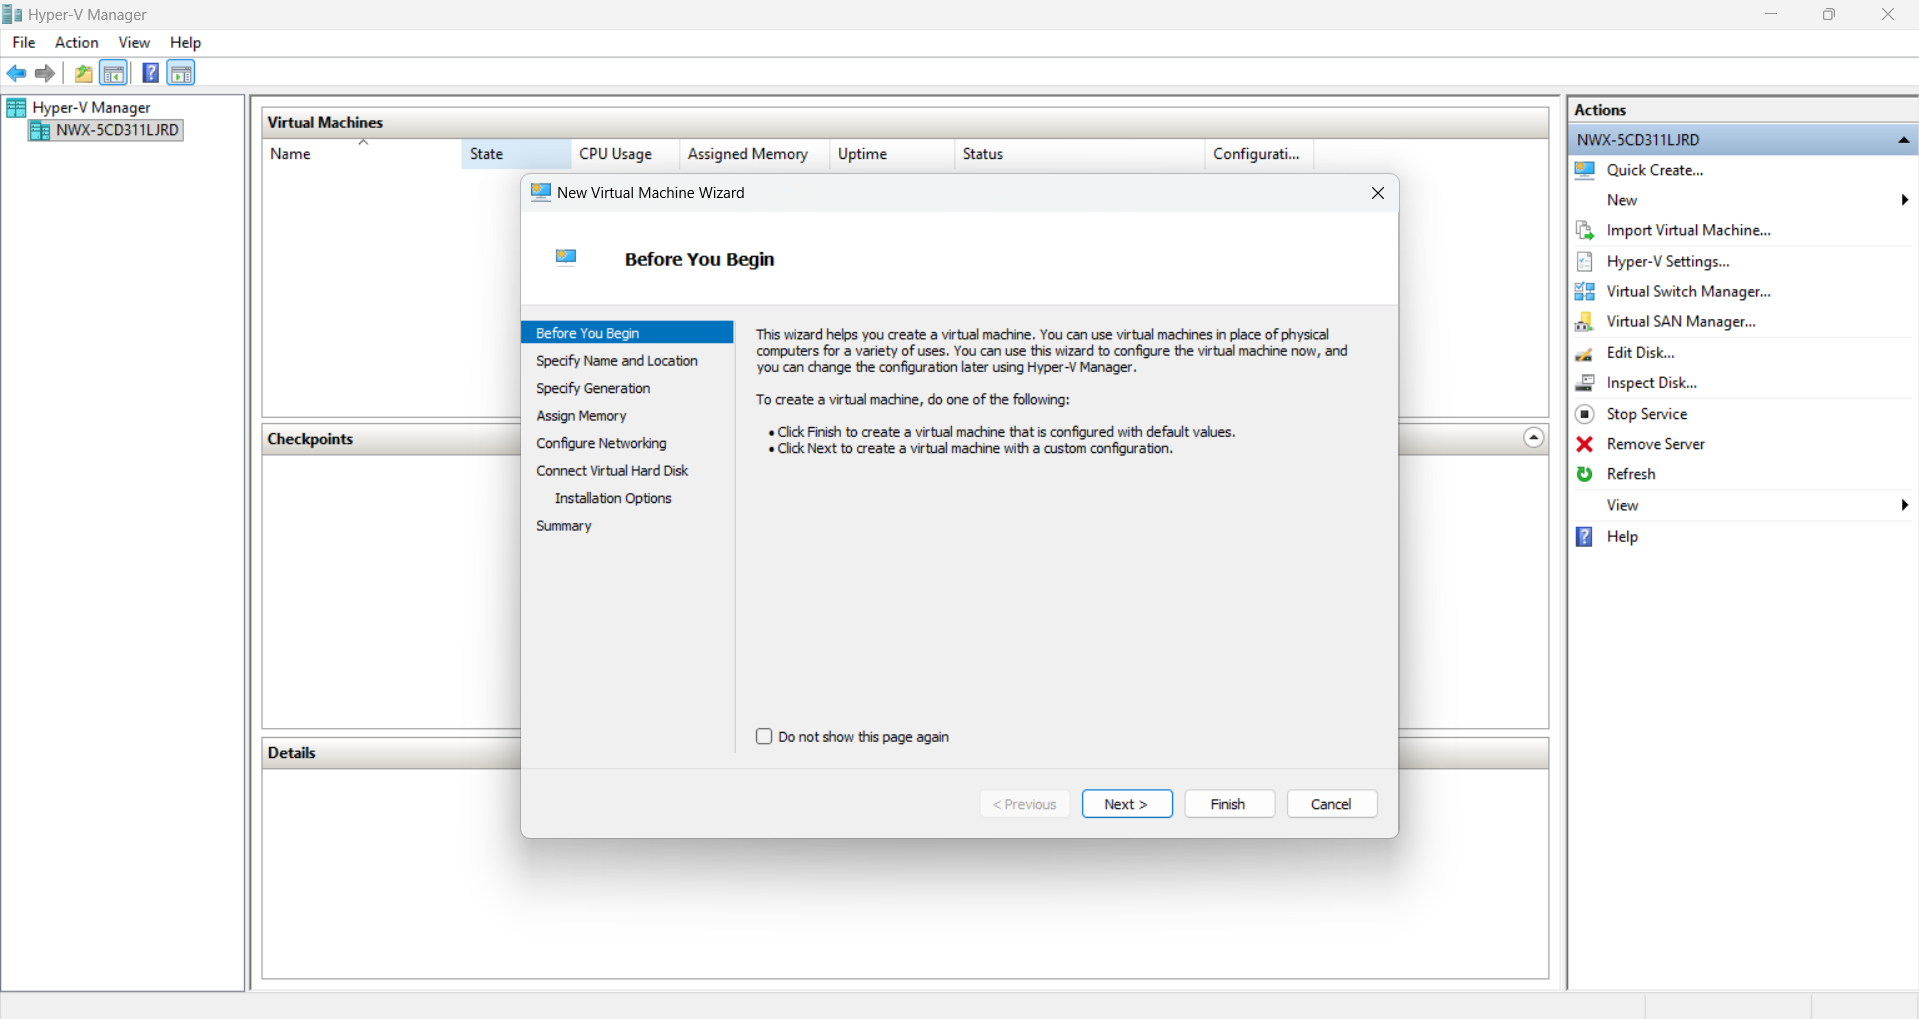 Hyper-V Manager
File Action View Help
Hyper-V Manager
NWX-5CD311LJRD
Virtual Machines
Name State CPU Usage Assigned Memory Uptime Status Configurati...
New Virtual Machine Wizard
Before You Begin
Before You Begin
Specify Name and Location
Specify Generation
Assign Memory
Configure Networking
Connect Virtual Hard Disk
Installation Options
Summary
This wizard helps you create a virtual machine. You can use virtual machines in place of physical
computers for a variety of uses. You can use this wizard to configure the virtual machine now, and
you can change the configuration later using Hyper-V Manager.
To create a virtual machine, do one of the following:
• Click Finish to create a virtual machine that is configured with default values.
• Click Next to create a virtual machine with a custom configuration.
Do not show this page again
< Previous Next > Finish Cancel
Checkpoints
Details
Actions
NWX-5CD311LJRD
Quick Create...
New
Import Virtual Machine...
Hyper-V Settings...
Virtual Switch Manager...
Virtual SAN Manager...
Edit Disk...
Inspect Disk...
Stop Service
Remove Server
Refresh
View
Help